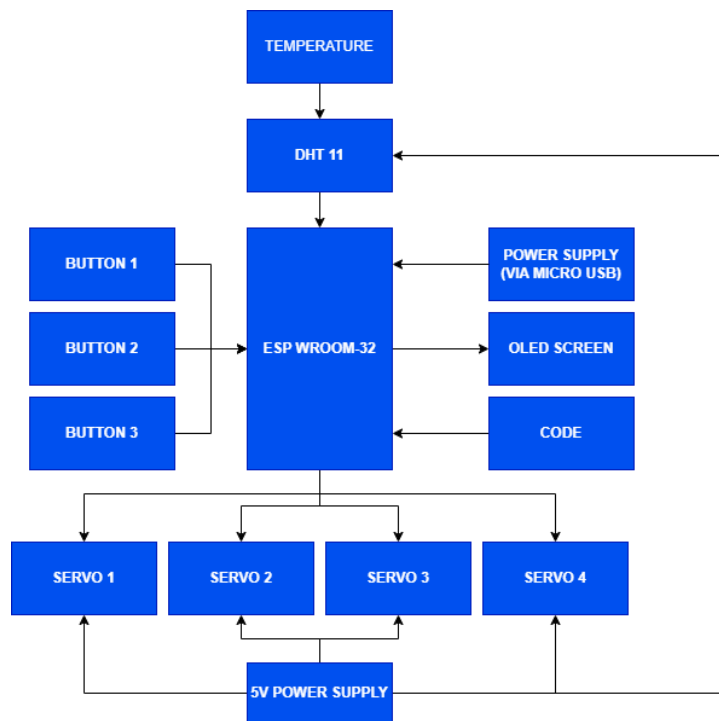 TEMPERATURE
DHT 11
BUTTON 1
POWER SUPPLY
(VIA MICRO USB)
BUTTON 2
ESP WROOM-32
OLED SCREEN
BUTTON 3
CODE
SERVO 1
SERVO 2
SERVO 3
SERVO 4
5V POWER SUPPLY